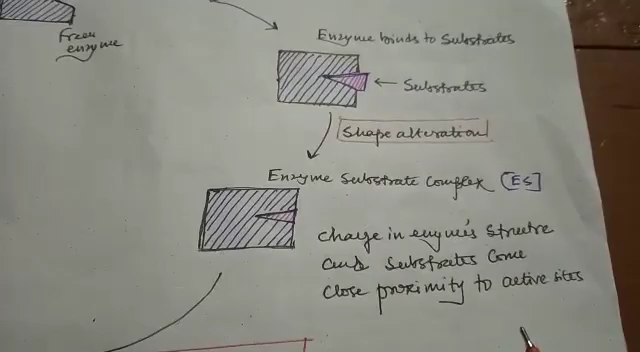 Free
enzyme
Enzyme binds to substrates
Substrates
Shape alteration
Enzyme substrate complex [ES]
Change in enzyme's structre
and substrates come
close proximity to active sites